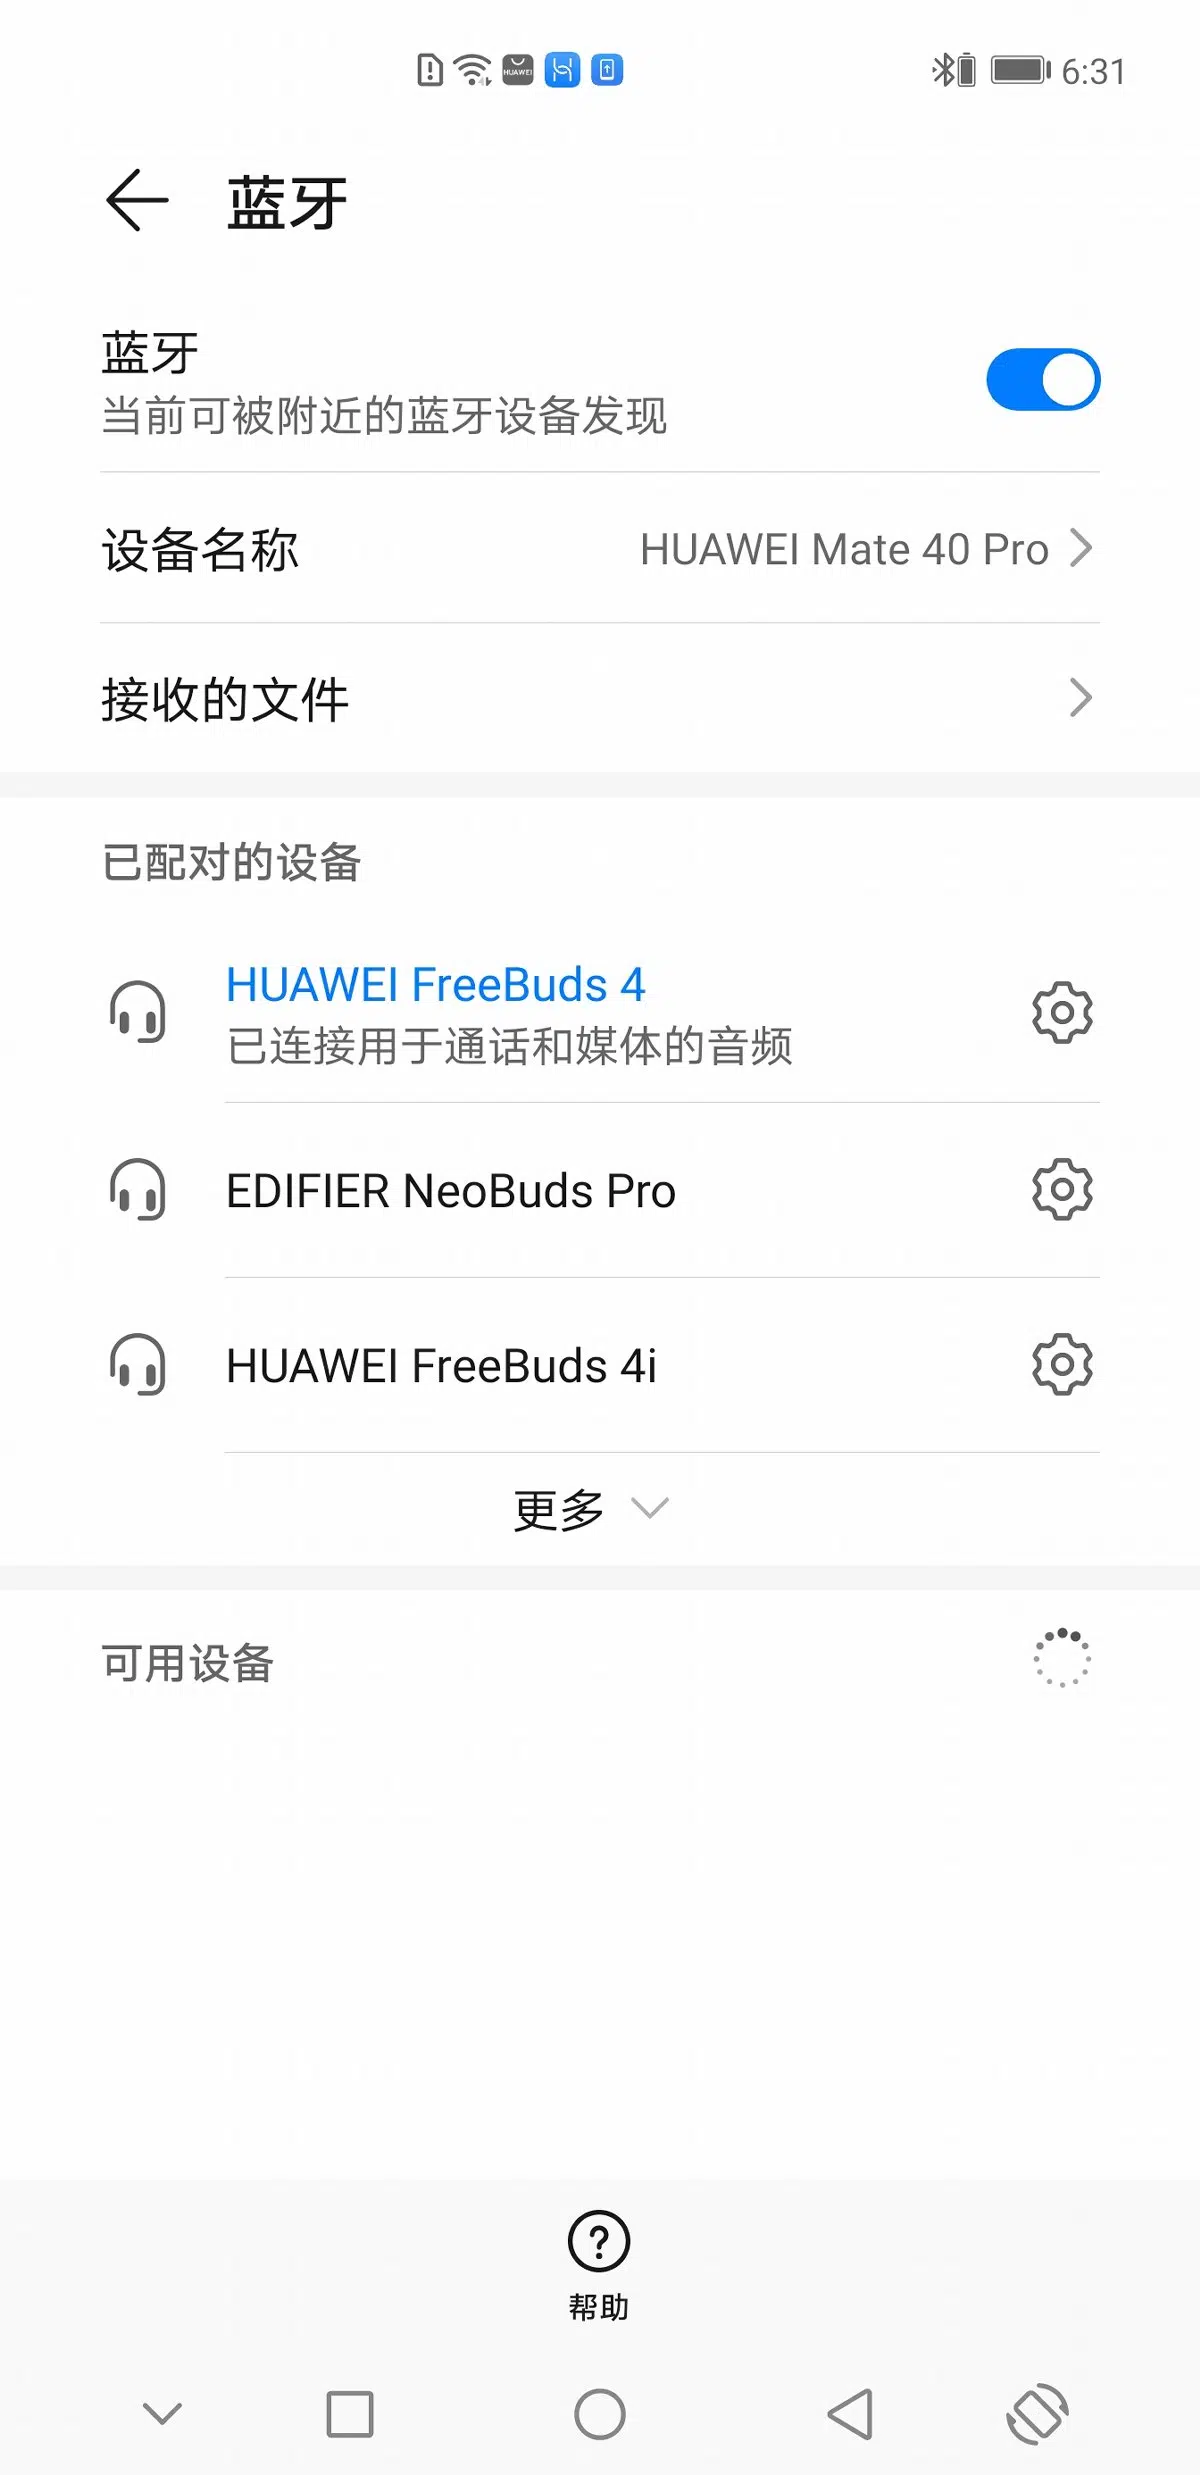 HUAWEI
6:31
蓝牙
蓝牙
当前可被附近的蓝牙设备发现
设备名称 HUAWEI Mate 40 Pro
接收的文件
已配对的设备
HUAWEI FreeBuds 4
已连接用于通话和媒体的音频
EDIFIER NeoBuds Pro
HUAWEI FreeBuds 4i
更多
可用设备
帮助